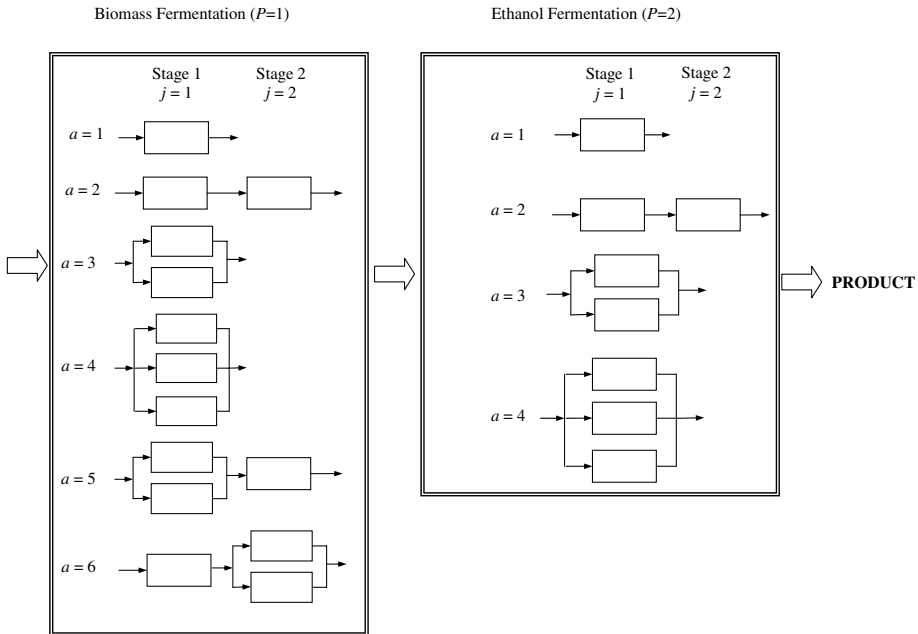 Biomass Fermentation (P=1)
Stage 1
j = 1
Stage 2
j = 2
a = 1
a = 2
a = 3
a = 4
a = 5
a = 6
Ethanol Fermentation (P=2)
Stage 1
j = 1
Stage 2
j = 2
a = 1
a = 2
a = 3
a = 4
PRODUCT